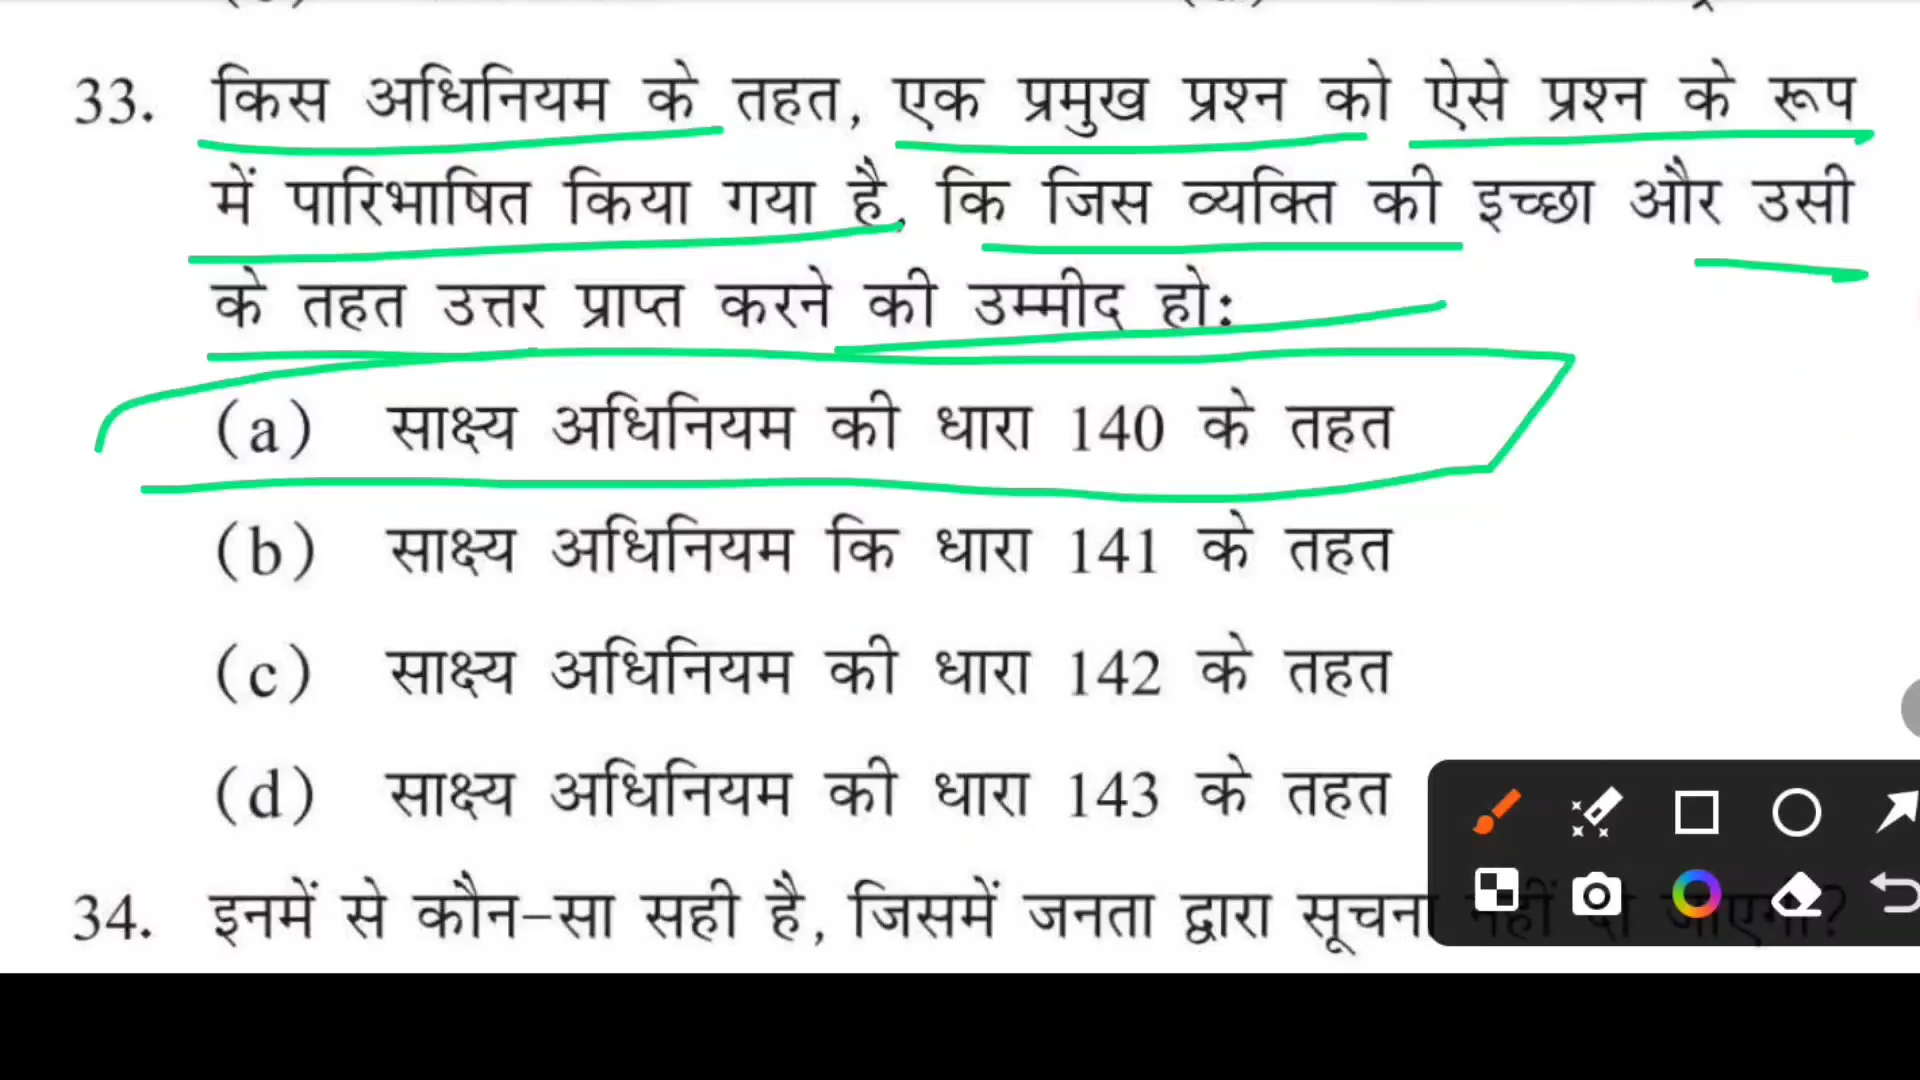 33. किस अधिनियम के तहत, एक प्रमुख प्रश्न को ऐसे प्रश्न के रूप
में पारिभाषित किया गया है, कि जिस व्यक्ति की इच्छा और उसी
के तहत उत्तर प्राप्त करने की उम्मीद हो:
(a) साक्ष्य अधिनियम की धारा 140 के तहत
(b) साक्ष्य अधिनियम कि धारा 141 के तहत
(c) साक्ष्य अधिनियम की धारा 142 के तहत
(d) साक्ष्य अधिनियम की धारा 143 के तहत
34. इनमें से कौन-सा सही है, जिसमें जनता द्वारा सूचना नहीं दी जाएगी?